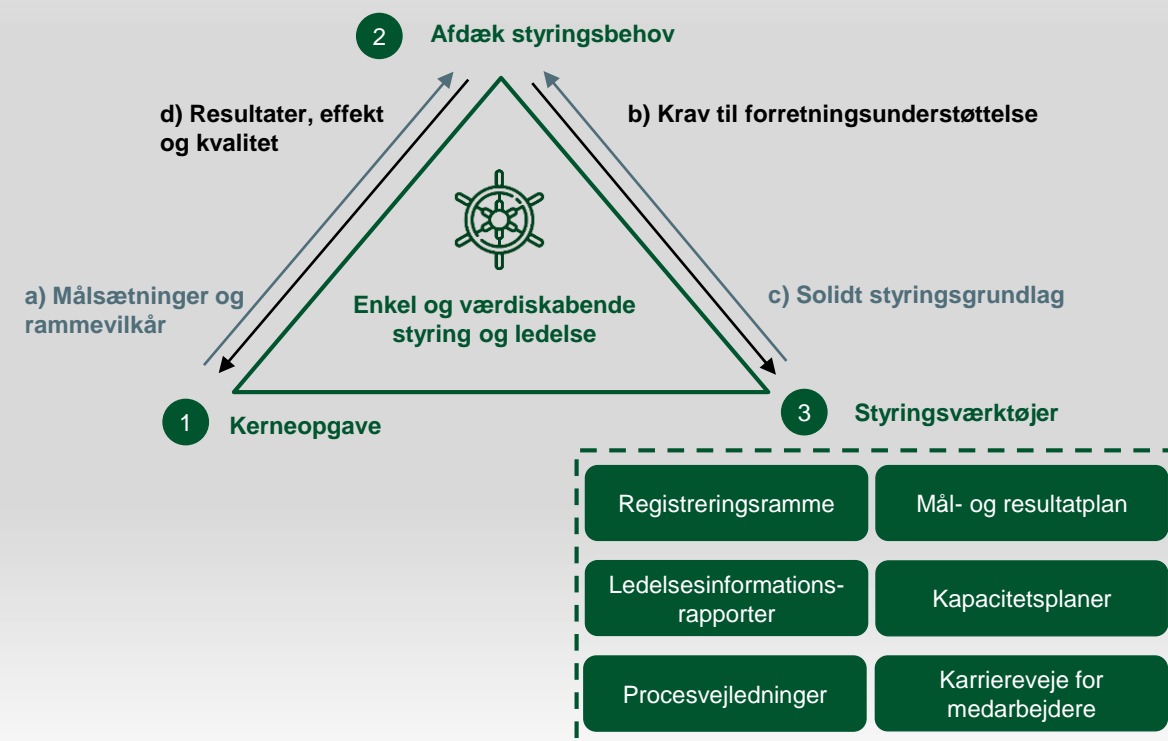 2
Afdæk styringsbehov
d) Resultater, effekt
og kvalitet
b) Krav til forretningsunderstøttelse
a) Målsætninger og
rammevilkår
Enkel og værdiskabende
styring og ledelse
c) Solidt styringsgrundlag
1
Kerneopgave
3
Styringsværktøjer
Registreringsramme
Mål- og resultatplan
Ledelsesinformations-
rapporter
Kapacitetsplaner
Procesvejledninger
Karriereveje for
medarbejdere